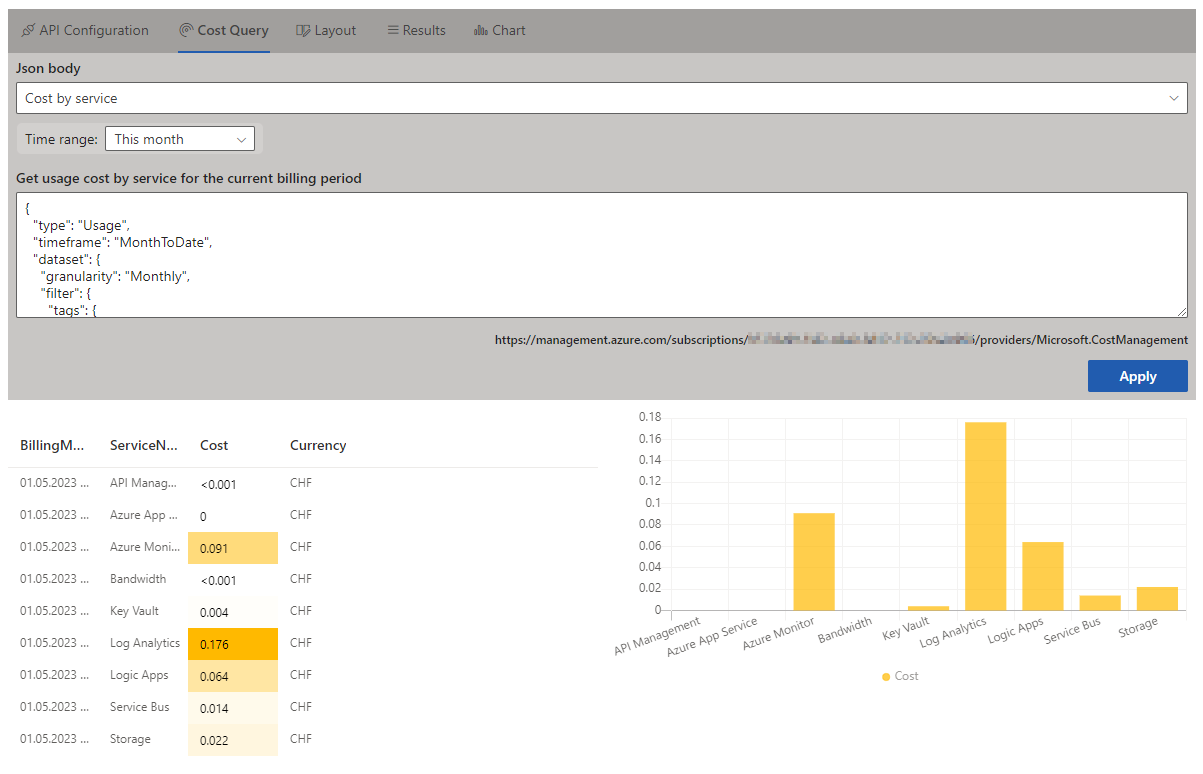 API Configuration Cost Query Layout Results Chart
Json body
Cost by service
Time range: This month
Get usage cost by service for the current billing period
{
"type": "Usage",
"timeframe": "MonthToDate",
"dataset": {
"granularity": "Monthly",
"filter": {
"tags": {
https://management.azure.com/subscriptions/ /providers/Microsoft.CostManagement
Apply
BillingM... ServiceN... Cost Currency
01.05.2023 ... API Manag... <0.001 CHF
01.05.2023 ... Azure App ... 0 CHF
01.05.2023 ... Azure Moni... 0.091 CHF
01.05.2023 ... Bandwidth <0.001 CHF
01.05.2023 ... Key Vault 0.004 CHF
01.05.2023 ... Log Analytics 0.176 CHF
01.05.2023 ... Logic Apps 0.064 CHF
01.05.2023 ... Service Bus 0.014 CHF
01.05.2023 ... Storage 0.022 CHF
0.18
0.16
0.14
0.12
0.1
0.08
0.06
0.04
0.02
0
API Management
Azure App Service
Azure Monitor
Bandwidth
Key Vault
Log Analytics
Logic Apps
Service Bus
Storage
Cost